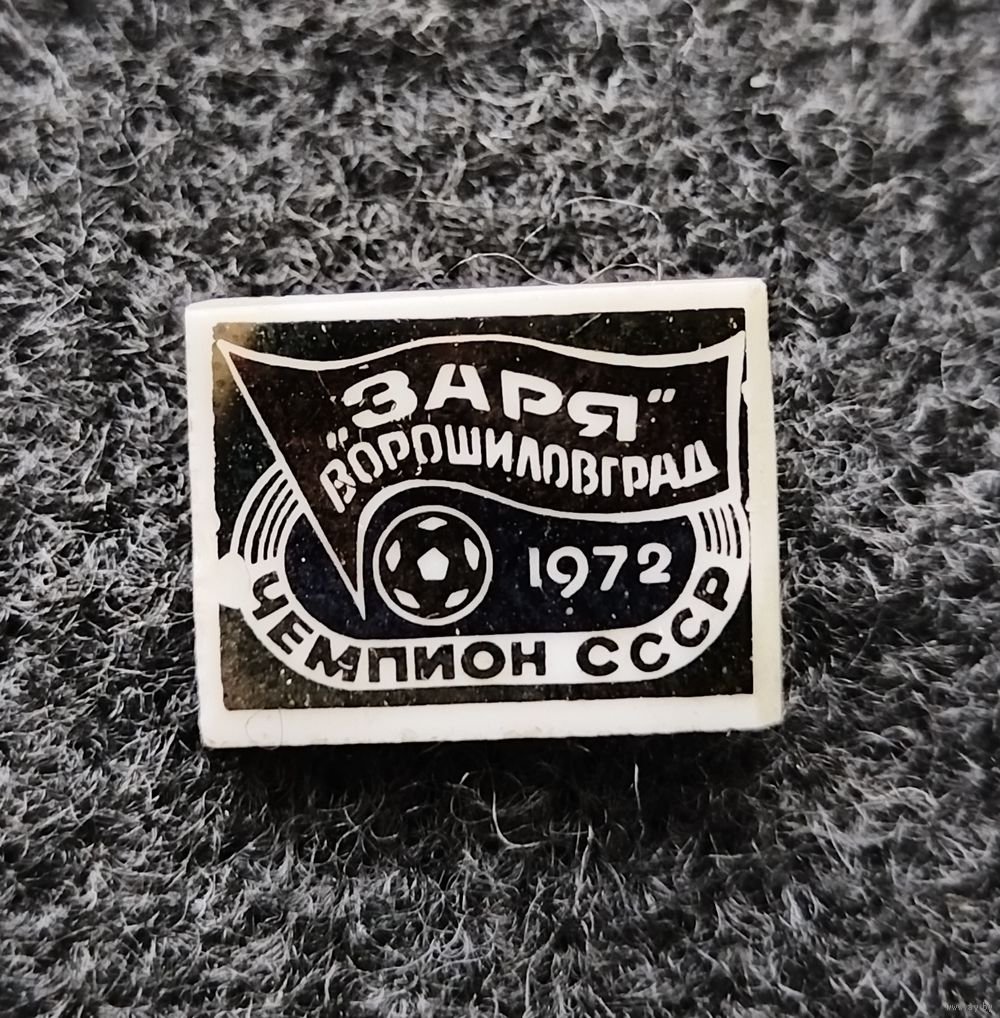 "ЗАРЯ"
"ВОРОШИЛОВГРАД
1972
ЧЕМПИОН СССР